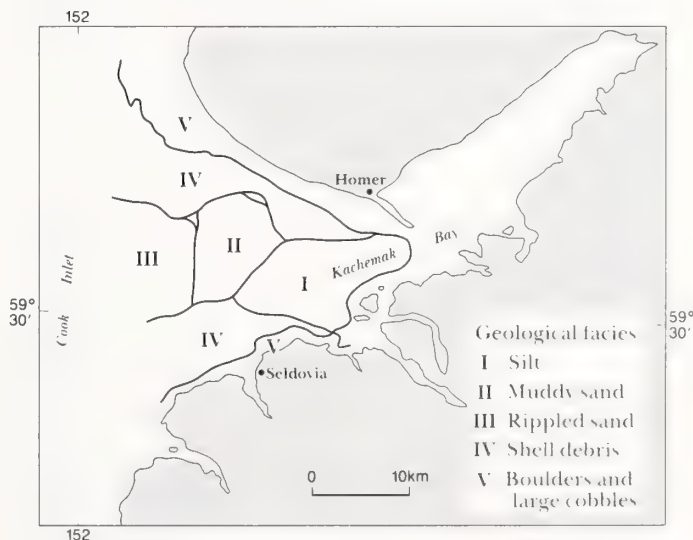 152
V
IV
Homer
III
II
Kachemak
Bay
I
Cook Inlet
59°
30′
59°
30′
IV
V
Seldovia
Geological facies
I Silt
II Muddy sand
III Rippled sand
IV Shell debris
V Boulders and
large cobbles
0 10km
152